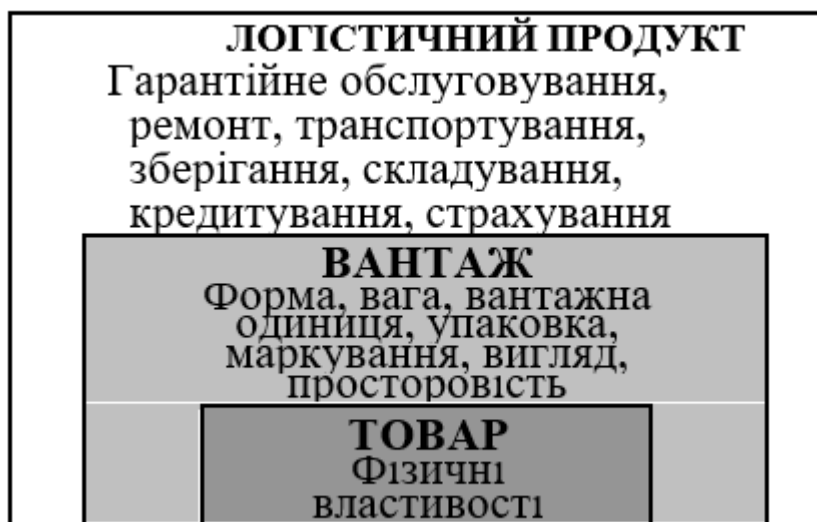 ЛОГІСТИЧНИЙ ПРОДУКТ
Гарантійне обслуговування,
ремонт, транспортування,
зберігання, складування,
кредитування, страхування
ВАНТАЖ
Форма, вага, вантажна
одиниця, упаковка,
маркування, вигляд,
просторовість
ТОВАР
Фізичні
властивості